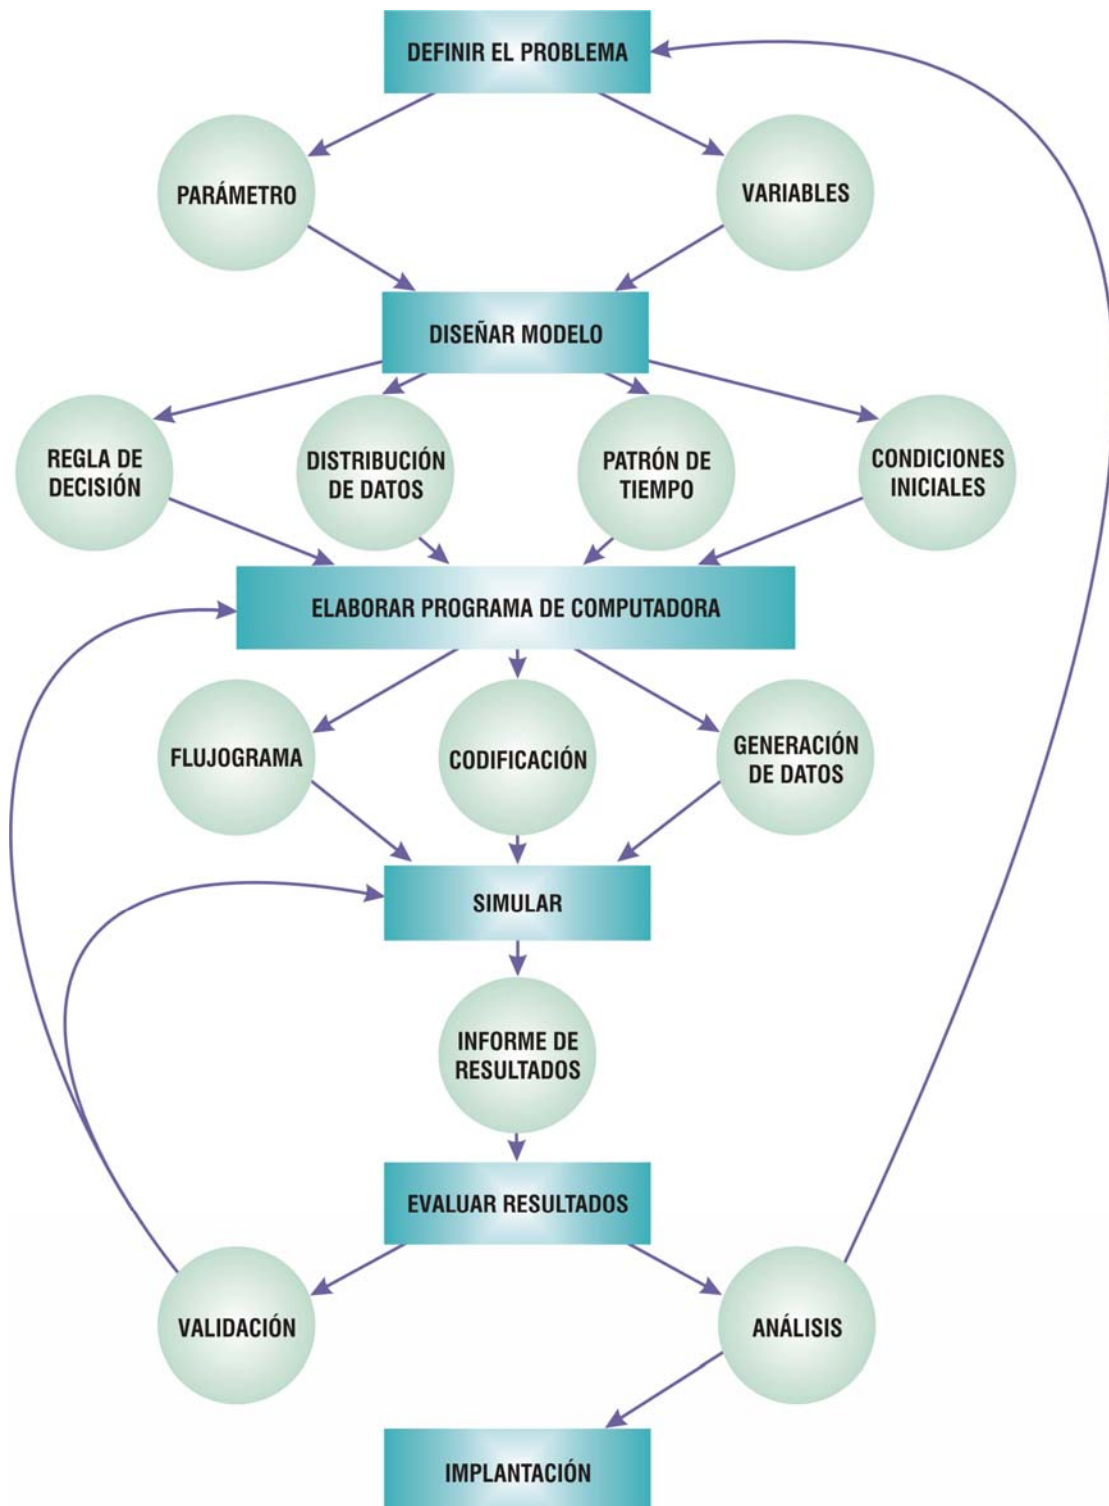 DEFINIR EL PROBLEMA
PARÁMETRO
VARIABLES
DISEÑAR MODELO
REGLA DE
DECISIÓN
DISTRIBUCIÓN
DE DATOS
PATRÓN DE
TIEMPO
CONDICIONES
INICIALES
ELABORAR PROGRAMA DE COMPUTADORA
FLUJOGRAMA
CODIFICACIÓN
GENERACIÓN
DE DATOS
SIMULAR
INFORME DE
RESULTADOS
EVALUAR RESULTADOS
VALIDACIÓN
ANÁLISIS
IMPLANTACIÓN